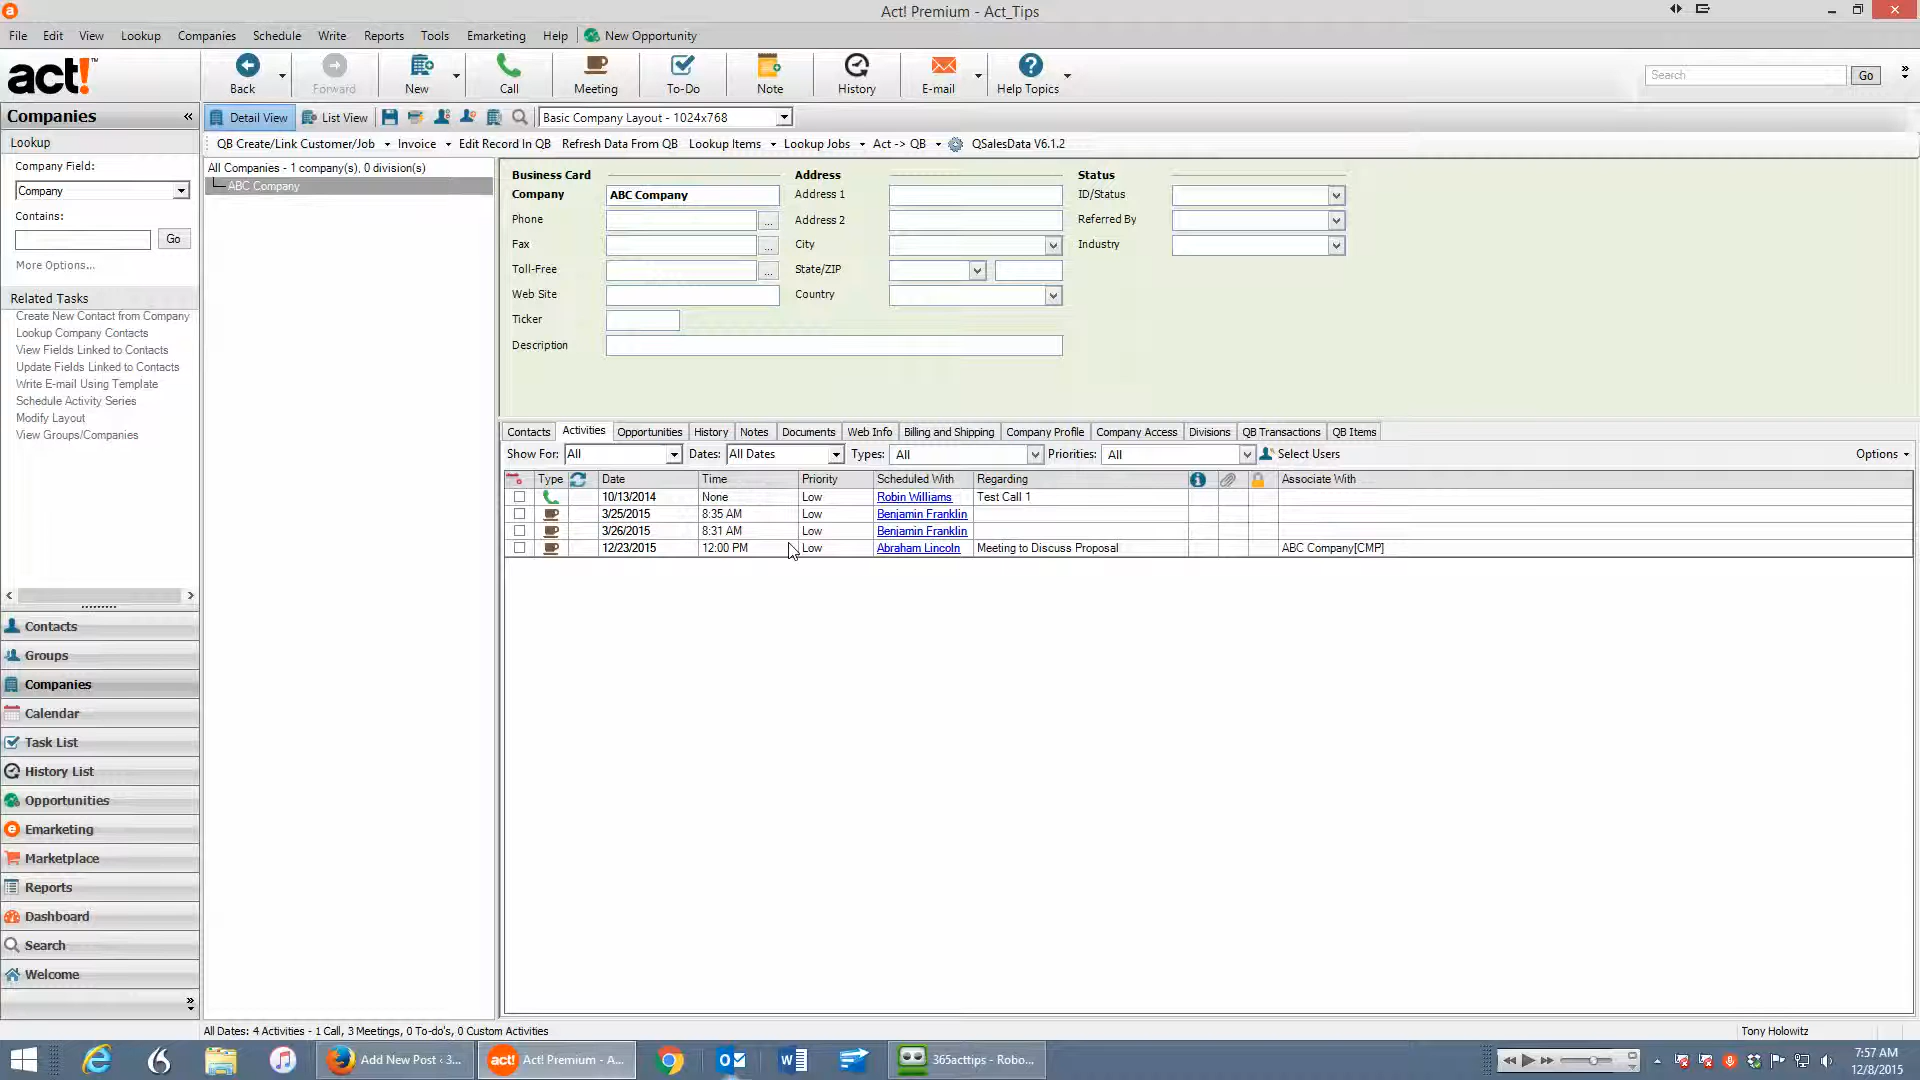 Act! Premium - Act_Tips
File Edit View Lookup Companies Schedule Write Reports Tools Emarketing Help New Opportunity
act!™ Back Forward New Call Meeting To-Do Note History E-mail Help Topics Search Go
Companies «
Detail View List View Basic Company Layout - 1024x768
Lookup
QB Create/Link Customer/Job Invoice Edit Record In QB Refresh Data From QB Lookup Items Lookup Jobs Act -> QB QSalesData V6.1.2
Company Field:
Company
Contains:
Go
More Options...
Related Tasks
Create New Contact from Company
Lookup Company Contacts
View Fields Linked to Contacts
Update Fields Linked to Contacts
Write E-mail Using Template
Schedule Activity Series
Modify Layout
View Groups/Companies
Contacts
Groups
Companies
Calendar
Task List
History List
Opportunities
Emarketing
Marketplace
Reports
Dashboard
Search
Welcome
All Companies - 1 company(s), 0 division(s)
ABC Company
Business Card Address Status
Company ABC Company Address 1 ID/Status
Phone ... Address 2 Referred By
Fax ... City Industry
Toll-Free ... State/ZIP
Web Site Country
Ticker
Description
Contacts Activities Opportunities History Notes Documents Web Info Billing and Shipping Company Profile Company Access Divisions QB Transactions QB Items
Show For: All Dates: All Dates Types: All Priorities: All Select Users Options
Type Date Time Priority Scheduled With Regarding Associate With
10/13/2014 None Low Robin Williams Test Call 1
3/25/2015 8:35 AM Low Benjamin Franklin
3/26/2015 8:31 AM Low Benjamin Franklin
12/23/2015 12:00 PM Low Abraham Lincoln Meeting to Discuss Proposal ABC Company[CMP]
All Dates: 4 Activities - 1 Call, 3 Meetings, 0 To-do's, 0 Custom Activities Tony Holowitz
Add New Post ‹ 3... act! Act! Premium - A... 365acttips - Robo... 7:57 AM
12/8/2015